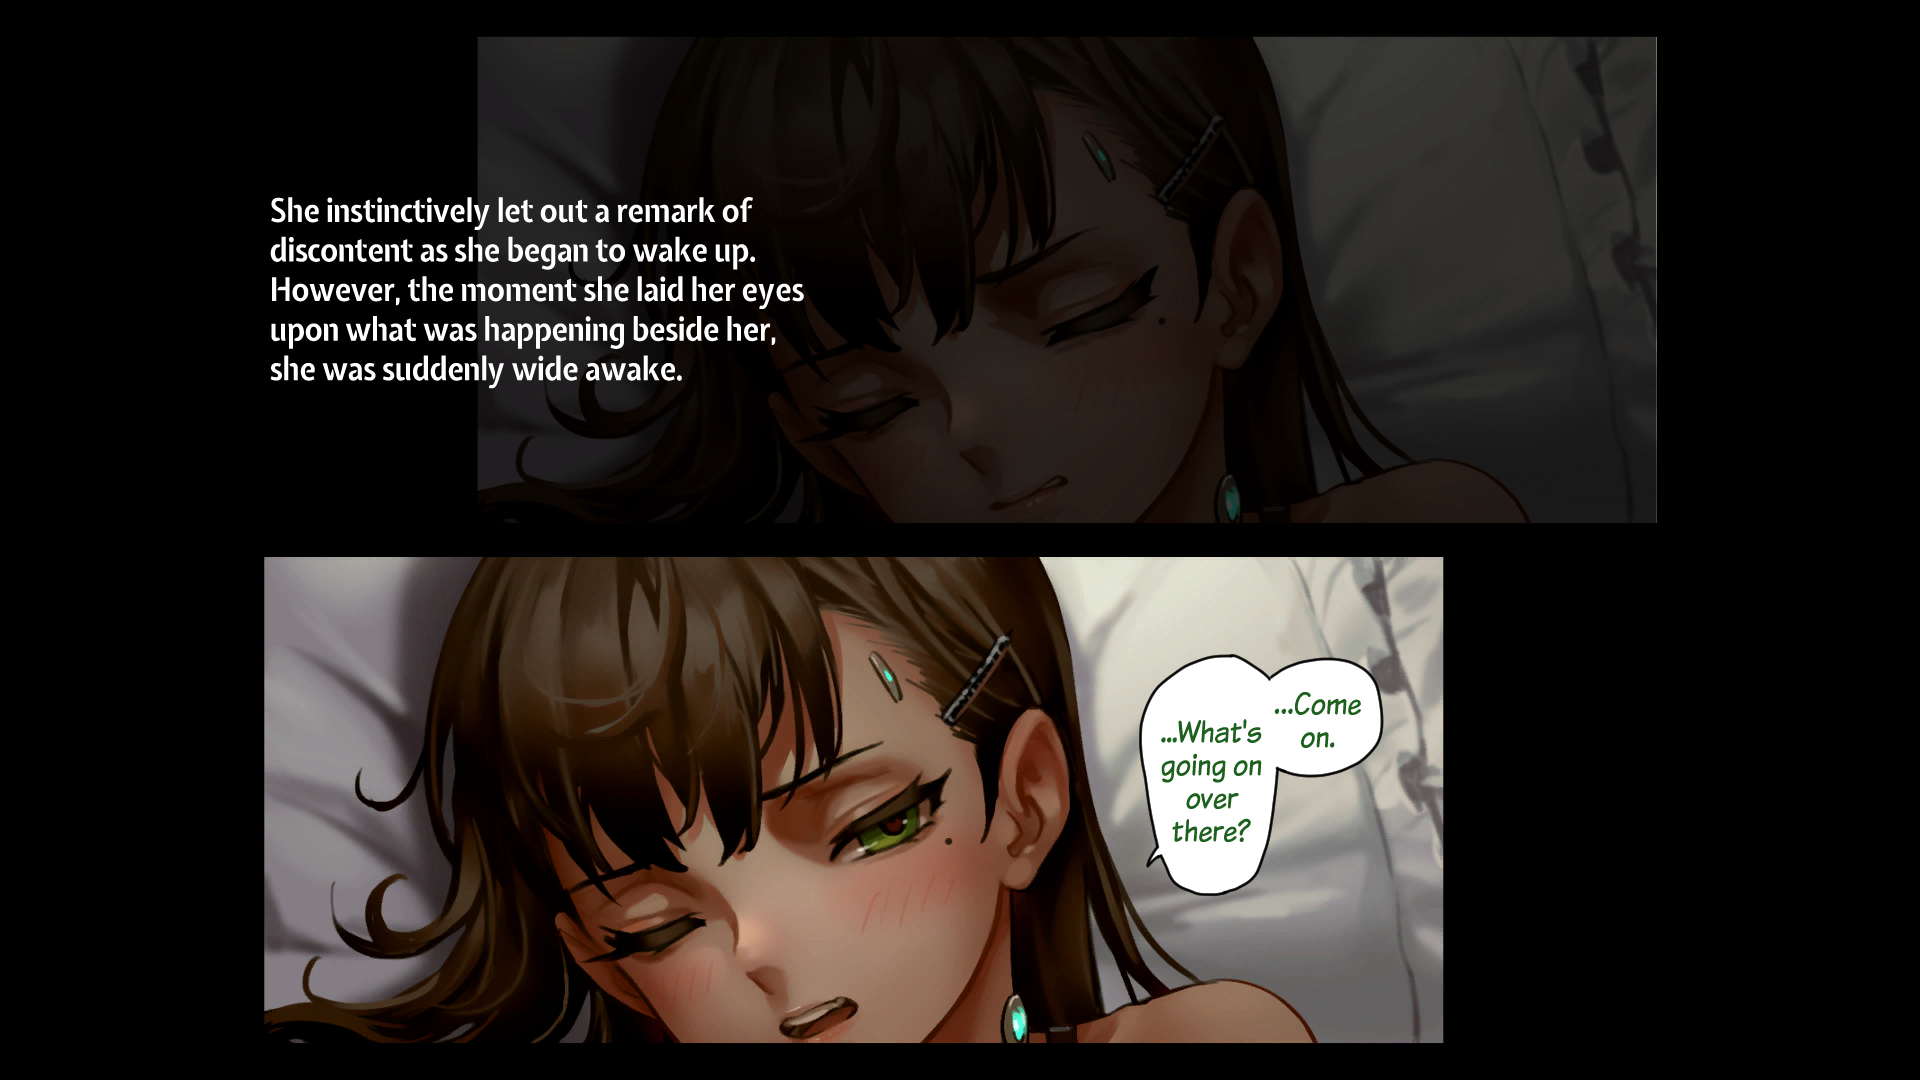 She instinctively let out a remark of
discontent as she began to wake up.
However, the moment she laid her eyes
upon what was happening beside her,
she was suddenly wide awake.
...Come
on.
...What's
going on
over
there?